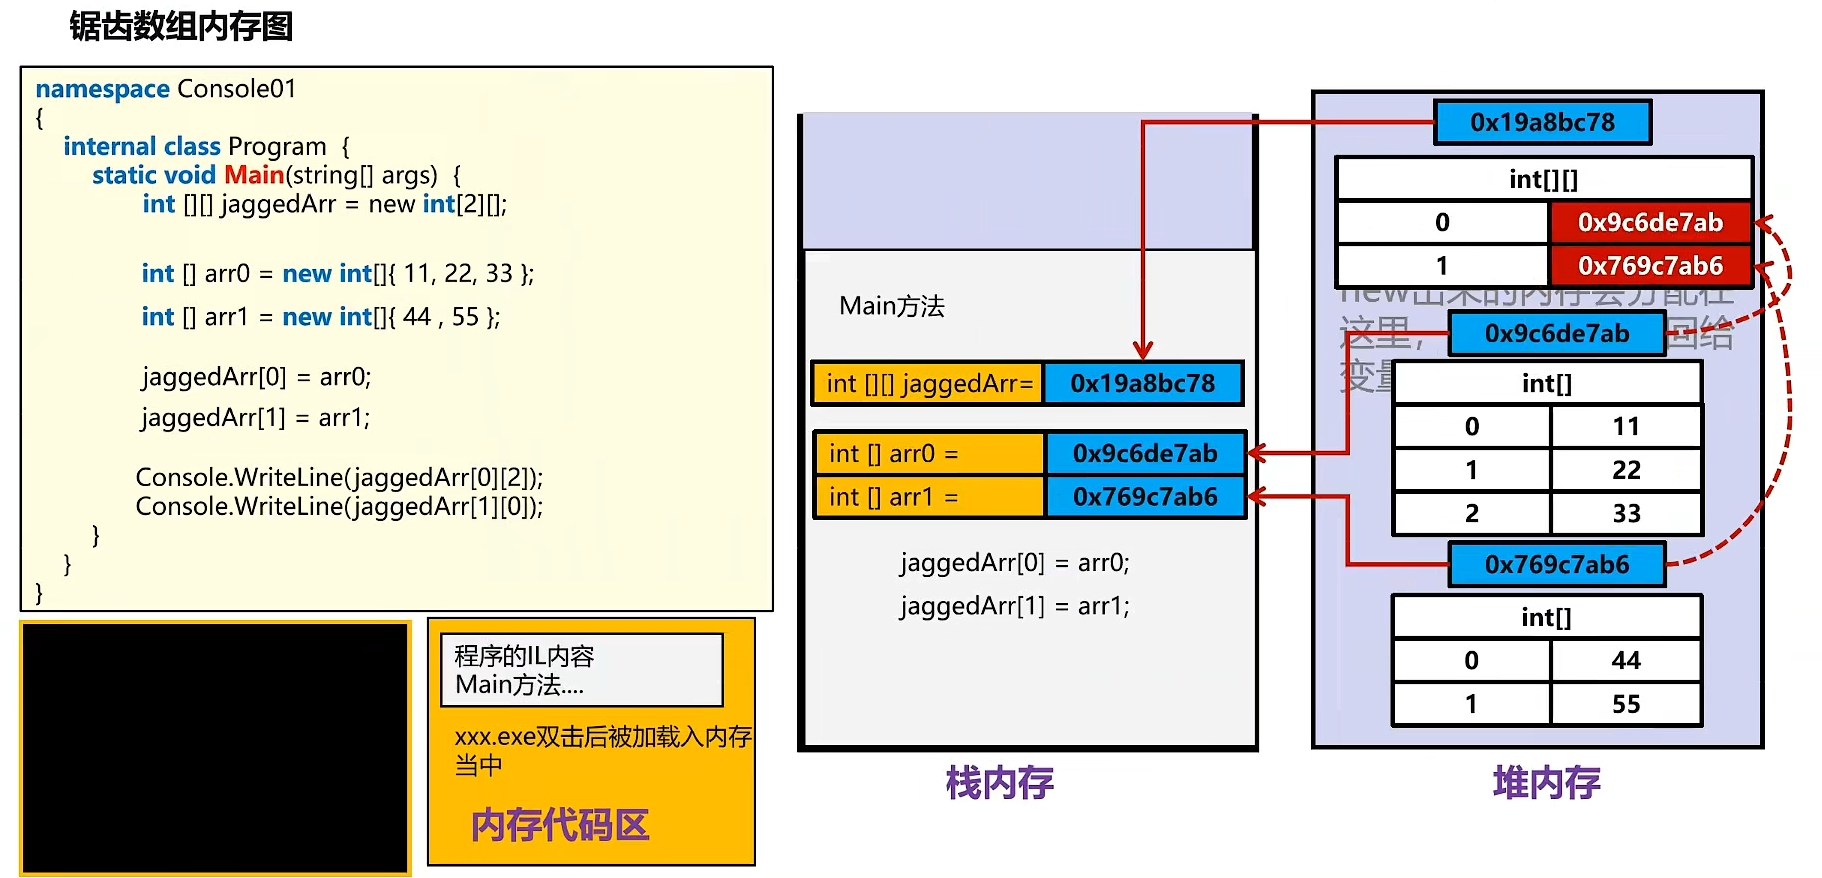 锯齿数组内存图
namespace Console01
{
internal class Program {
static void Main(string[] args) {
int [][] jaggedArr = new int[2][];
int [] arr0 = new int[]{ 11, 22, 33 };
int [] arr1 = new int[]{ 44 , 55 };
jaggedArr[0] = arr0;
jaggedArr[1] = arr1;
Console.WriteLine(jaggedArr[0][2]);
Console.WriteLine(jaggedArr[1][0]);
}
}
}
程序的IL内容
Main方法....
xxx.exe双击后被加载入内存
当中
内存代码区
Main方法
int [][] jaggedArr= 0x19a8bc78
int [] arr0 = 0x9c6de7ab
int [] arr1 = 0x769c7ab6
jaggedArr[0] = arr0;
jaggedArr[1] = arr1;
栈内存
0x19a8bc78
int[][]
0 0x9c6de7ab
1 0x769c7ab6
new出来的内存会分配在
这里, 回给
变量
0x9c6de7ab
int[]
0 11
1 22
2 33
0x769c7ab6
int[]
0 44
1 55
堆内存